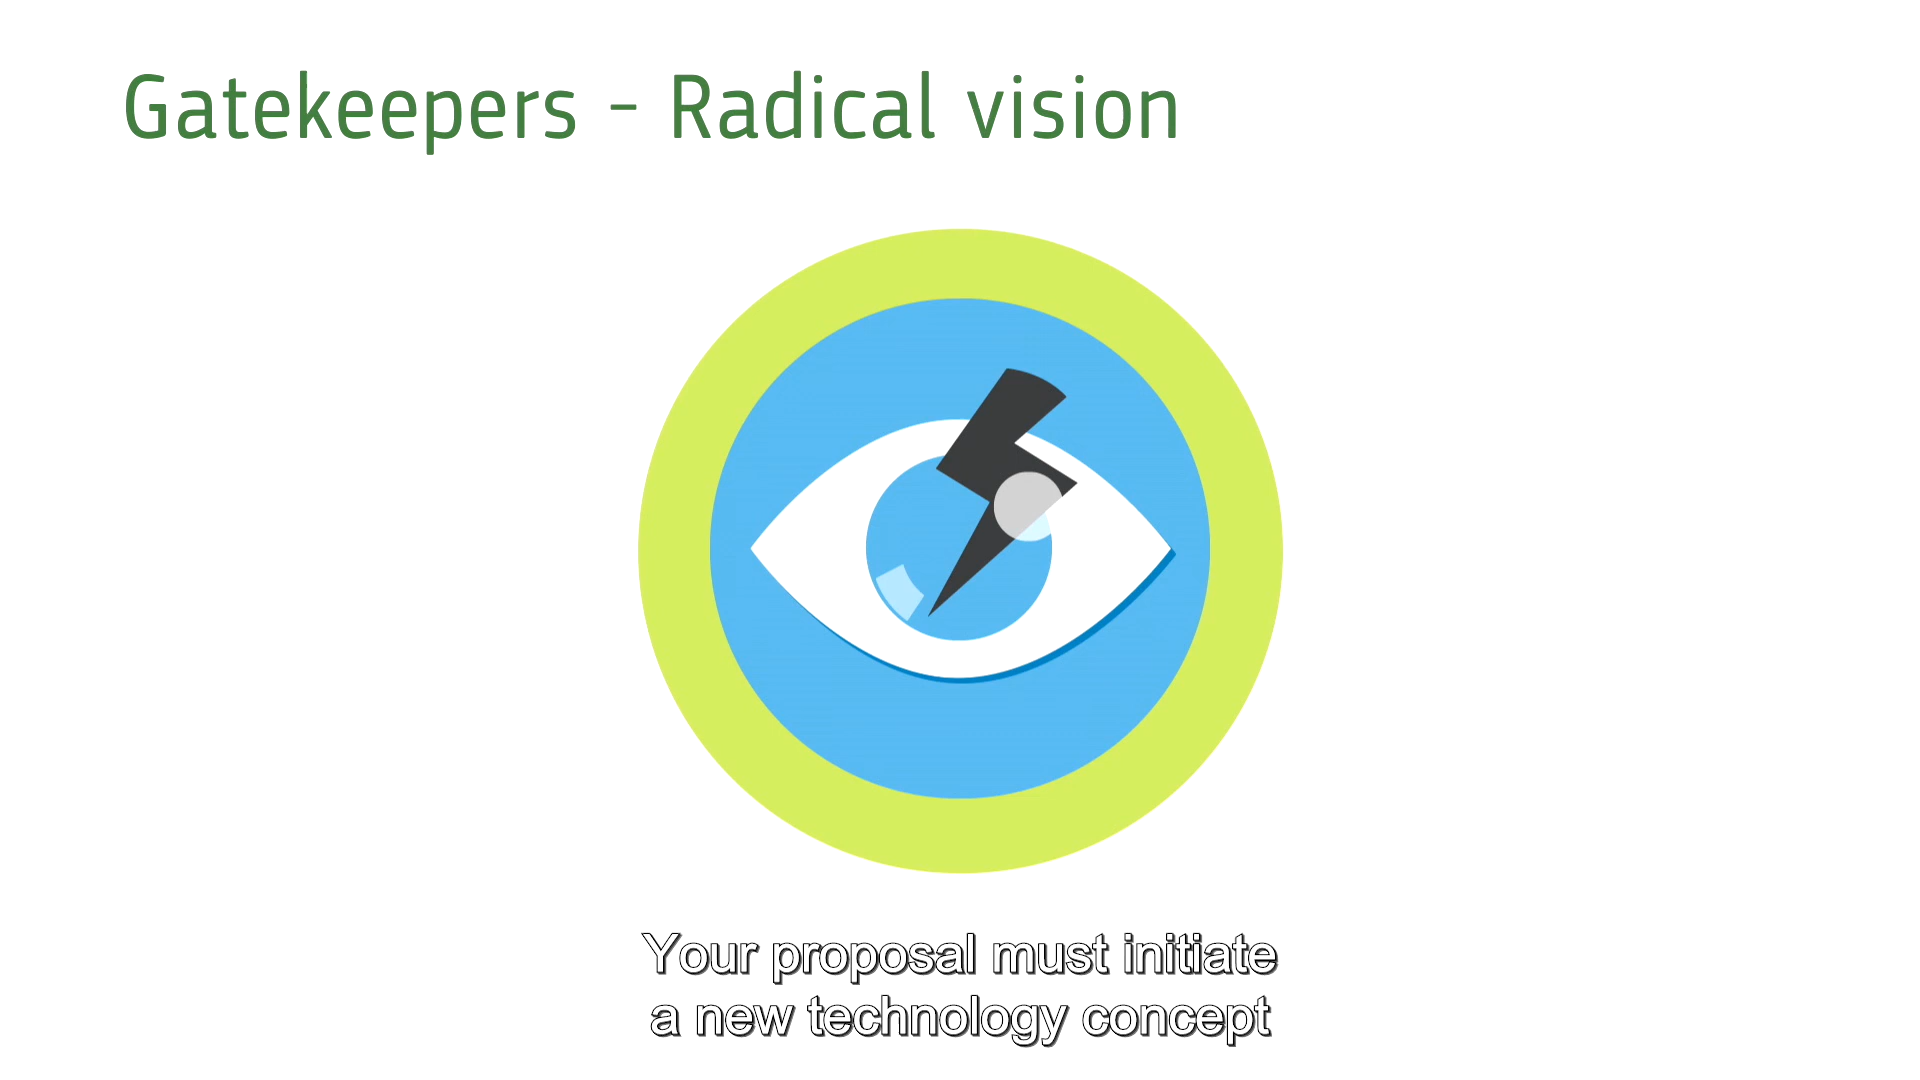 Gatekeepers - Radical vision
Your proposal must initiate
a new technology concept